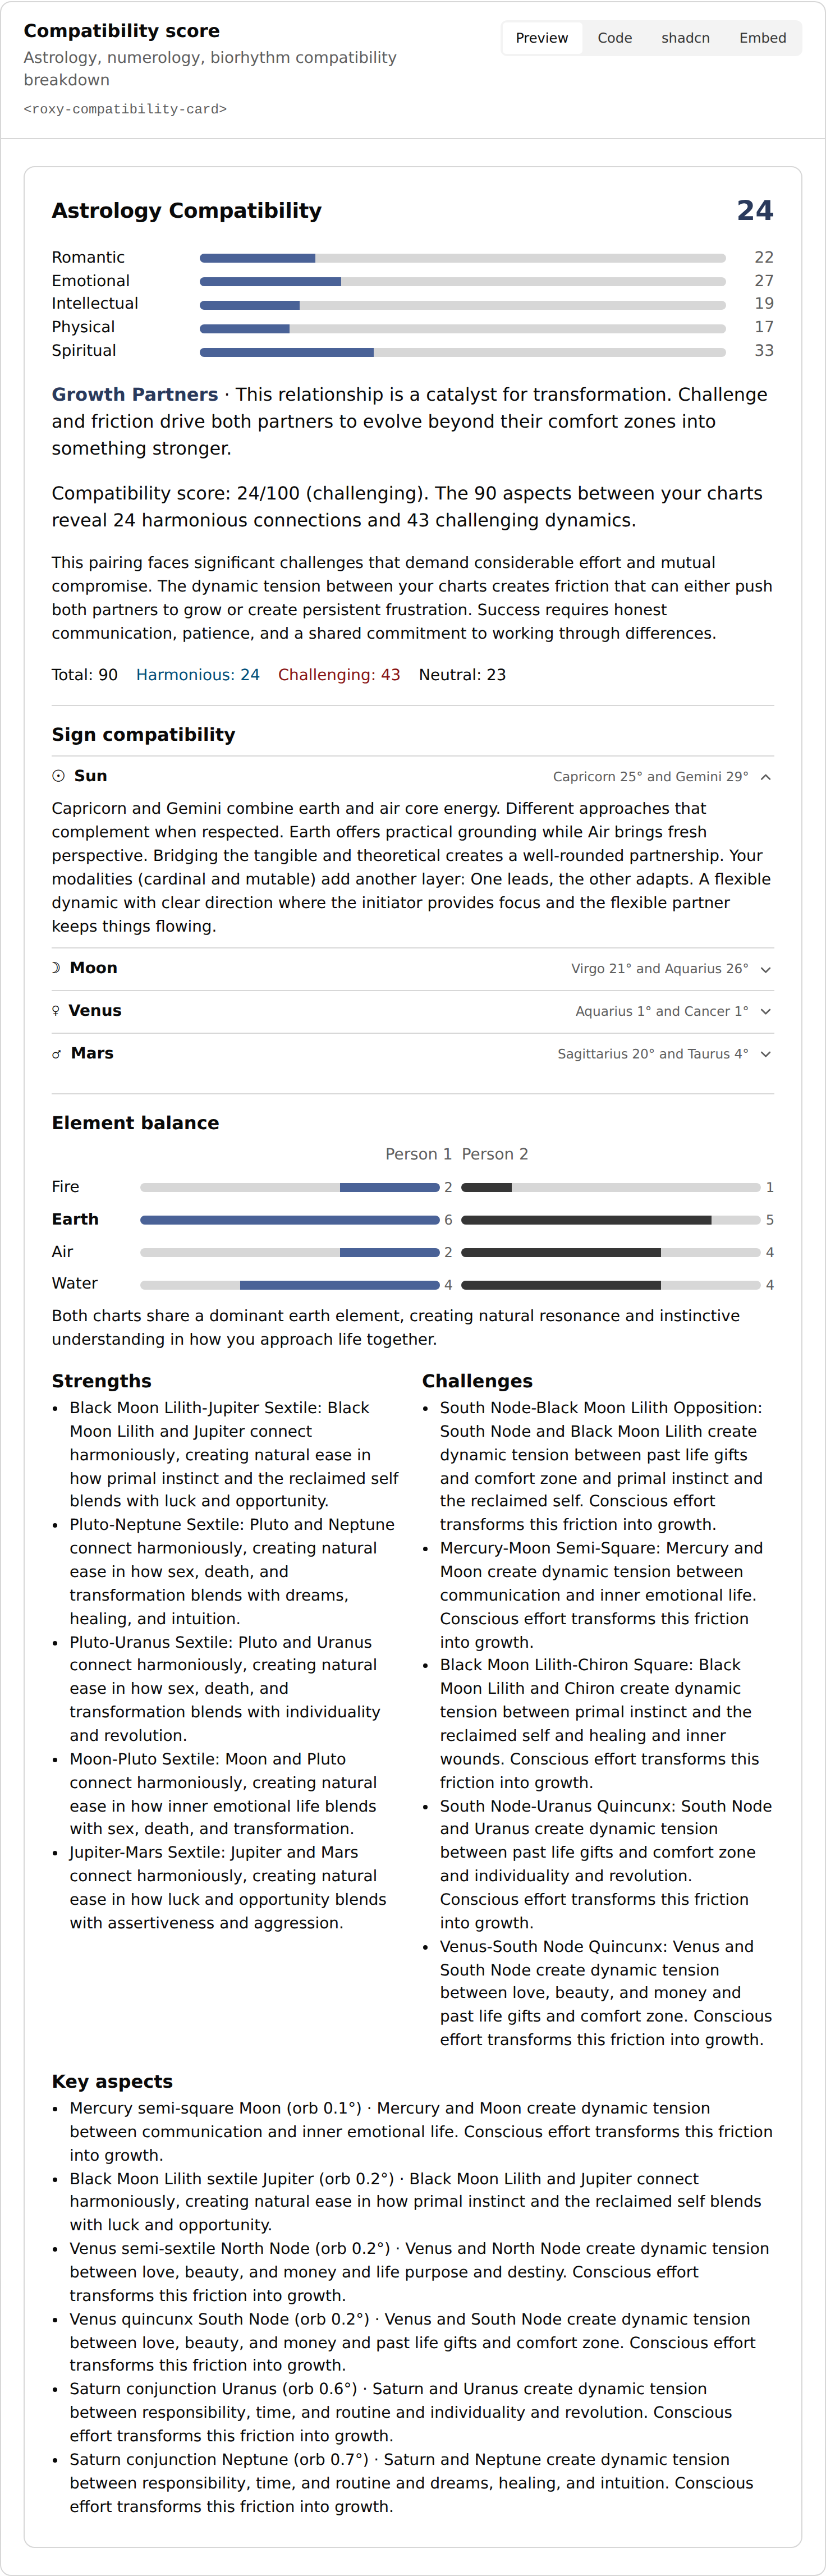 Compatibility score
Preview Code shadcn Embed
Astrology, numerology, biorhythm compatibility
breakdown
<roxy-compatibility-card>
Astrology Compatibility 24
Romantic 22
Emotional 27
Intellectual 19
Physical 17
Spiritual 33
Growth Partners · This relationship is a catalyst for transformation. Challenge
and friction drive both partners to evolve beyond their comfort zones into
something stronger.
Compatibility score: 24/100 (challenging). The 90 aspects between your charts
reveal 24 harmonious connections and 43 challenging dynamics.
This pairing faces significant challenges that demand considerable effort and mutual
compromise. The dynamic tension between your charts creates friction that can either push
both partners to grow or create persistent frustration. Success requires honest
communication, patience, and a shared commitment to working through differences.
Total: 90 Harmonious: 24 Challenging: 43 Neutral: 23
Sign compatibility
☉ Sun Capricorn 25° and Gemini 29°
Capricorn and Gemini combine earth and air core energy. Different approaches that
complement when respected. Earth offers practical grounding while Air brings fresh
perspective. Bridging the tangible and theoretical creates a well-rounded partnership. Your
modalities (cardinal and mutable) add another layer: One leads, the other adapts. A flexible
dynamic with clear direction where the initiator provides focus and the flexible partner
keeps things flowing.
☽ Moon Virgo 21° and Aquarius 26°
♀ Venus Aquarius 1° and Cancer 1°
♂ Mars Sagittarius 20° and Taurus 4°
Element balance
Person 1 Person 2
Fire 2 1
Earth 6 5
Air 2 4
Water 4 4
Both charts share a dominant earth element, creating natural resonance and instinctive
understanding in how you approach life together.
Strengths
• Black Moon Lilith-Jupiter Sextile: Black
Moon Lilith and Jupiter connect
harmoniously, creating natural ease in
how primal instinct and the reclaimed self
blends with luck and opportunity.
• Pluto-Neptune Sextile: Pluto and Neptune
connect harmoniously, creating natural
ease in how sex, death, and
transformation blends with dreams,
healing, and intuition.
• Pluto-Uranus Sextile: Pluto and Uranus
connect harmoniously, creating natural
ease in how sex, death, and
transformation blends with individuality
and revolution.
• Moon-Pluto Sextile: Moon and Pluto
connect harmoniously, creating natural
ease in how inner emotional life blends
with sex, death, and transformation.
• Jupiter-Mars Sextile: Jupiter and Mars
connect harmoniously, creating natural
ease in how luck and opportunity blends
with assertiveness and aggression.
Challenges
• South Node-Black Moon Lilith Opposition:
South Node and Black Moon Lilith create
dynamic tension between past life gifts
and comfort zone and primal instinct and
the reclaimed self. Conscious effort
transforms this friction into growth.
• Mercury-Moon Semi-Square: Mercury and
Moon create dynamic tension between
communication and inner emotional life.
Conscious effort transforms this friction
into growth.
• Black Moon Lilith-Chiron Square: Black
Moon Lilith and Chiron create dynamic
tension between primal instinct and the
reclaimed self and healing and inner
wounds. Conscious effort transforms this
friction into growth.
• South Node-Uranus Quincunx: South Node
and Uranus create dynamic tension
between past life gifts and comfort zone
and individuality and revolution.
Conscious effort transforms this friction
into growth.
• Venus-South Node Quincunx: Venus and
South Node create dynamic tension
between love, beauty, and money and
past life gifts and comfort zone. Conscious
effort transforms this friction into growth.
Key aspects
• Mercury semi-square Moon (orb 0.1°) · Mercury and Moon create dynamic tension
between communication and inner emotional life. Conscious effort transforms this friction
into growth.
• Black Moon Lilith sextile Jupiter (orb 0.2°) · Black Moon Lilith and Jupiter connect
harmoniously, creating natural ease in how primal instinct and the reclaimed self blends
with luck and opportunity.
• Venus semi-sextile North Node (orb 0.2°) · Venus and North Node create dynamic tension
between love, beauty, and money and life purpose and destiny. Conscious effort
transforms this friction into growth.
• Venus quincunx South Node (orb 0.2°) · Venus and South Node create dynamic tension
between love, beauty, and money and past life gifts and comfort zone. Conscious effort
transforms this friction into growth.
• Saturn conjunction Uranus (orb 0.6°) · Saturn and Uranus create dynamic tension
between responsibility, time, and routine and individuality and revolution. Conscious
effort transforms this friction into growth.
• Saturn conjunction Neptune (orb 0.7°) · Saturn and Neptune create dynamic tension
between responsibility, time, and routine and dreams, healing, and intuition. Conscious
effort transforms this friction into growth.